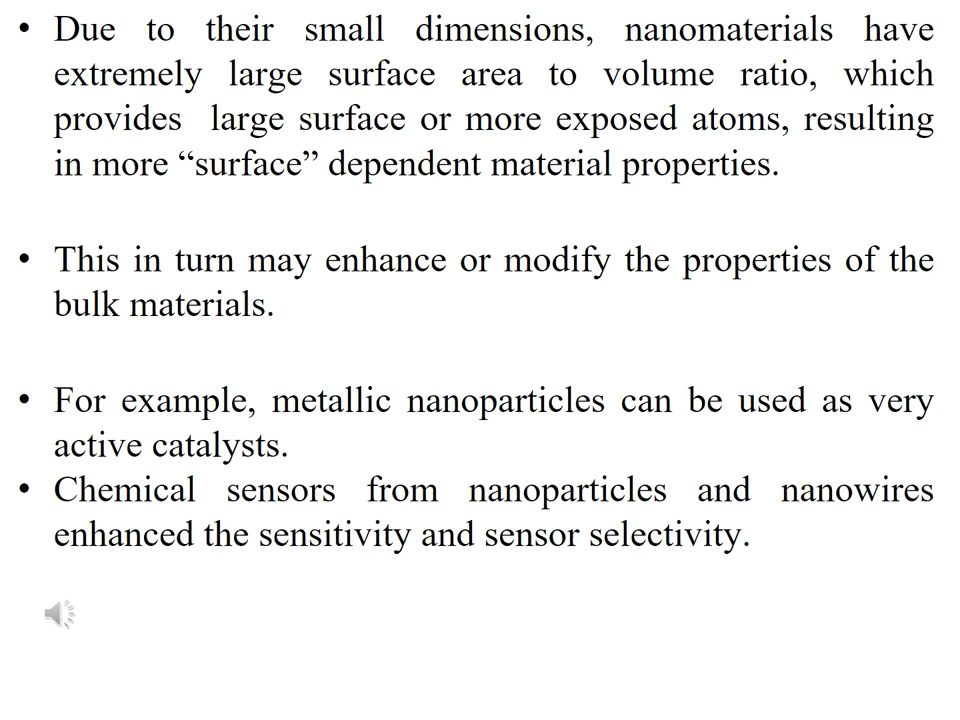 • Due to their small dimensions, nanomaterials have
extremely large surface area to volume ratio, which
provides large surface or more exposed atoms, resulting
in more “surface” dependent material properties.
• This in turn may enhance or modify the properties of the
bulk materials.
• For example, metallic nanoparticles can be used as very
active catalysts.
• Chemical sensors from nanoparticles and nanowires
enhanced the sensitivity and sensor selectivity.